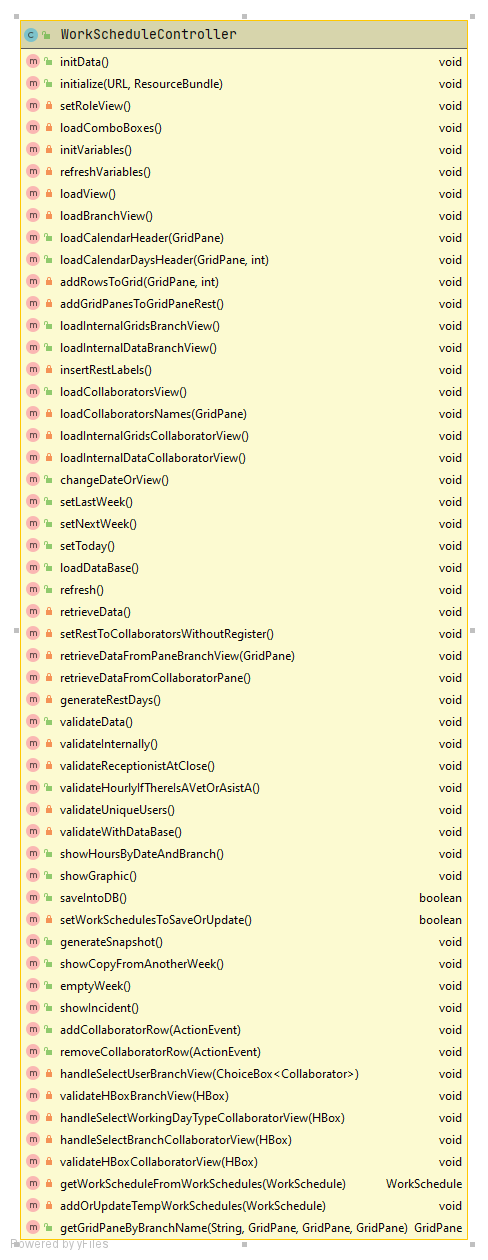 WorkScheduleController
initData() void
initialize(URL, ResourceBundle) void
setRoleView() void
loadComboBoxes() void
initVariables() void
refreshVariables() void
loadView() void
loadBranchView() void
loadCalendarHeader(GridPane) void
loadCalendarDaysHeader(GridPane, int) void
addRowsToGrid(GridPane, int) void
addGridPanesToGridPaneRest() void
loadInternalGridsBranchView() void
loadInternalDataBranchView() void
insertRestLabels() void
loadCollaboratorsView() void
loadCollaboratorsNames(GridPane) void
loadInternalGridsCollaboratorView() void
loadInternalDataCollaboratorView() void
changeDateOrView() void
setLastWeek() void
setNextWeek() void
setToday() void
loadDataBase() void
refresh() void
retrieveData() void
setRestToCollaboratorsWithoutRegister() void
retrieveDataFromPaneBranchView(GridPane) void
retrieveDataFromCollaboratorPane() void
generateRestDays() void
validateData() void
validateInternally() void
validateReceptionistAtClose() void
validateHourlyIfThereIsAVetOrAsistA() void
validateUniqueUsers() void
validateWithDataBase() void
showHoursByDateAndBranch() void
showGraphic() void
saveIntoDB() boolean
setWorkSchedulesToSaveOrUpdate() boolean
generateSnapshot() void
showCopyFromAnotherWeek() void
emptyWeek() void
showIncident() void
addCollaboratorRow(ActionEvent) void
removeCollaboratorRow(ActionEvent) void
handleSelectUserBranchView(ChoiceBox<Collaborator>) void
validateHBoxBranchView(HBox) void
handleSelectWorkingDayTypeCollaboratorView(HBox) void
handleSelectBranchCollaboratorView(HBox) void
validateHBoxCollaboratorView(HBox) void
getWorkScheduleFromWorkSchedules(WorkSchedule) WorkSchedule
addOrUpdateTempWorkSchedules(WorkSchedule) void
getGridPaneByBranchName(String, GridPane, GridPane, GridPane) GridPane
Powered by yFiles